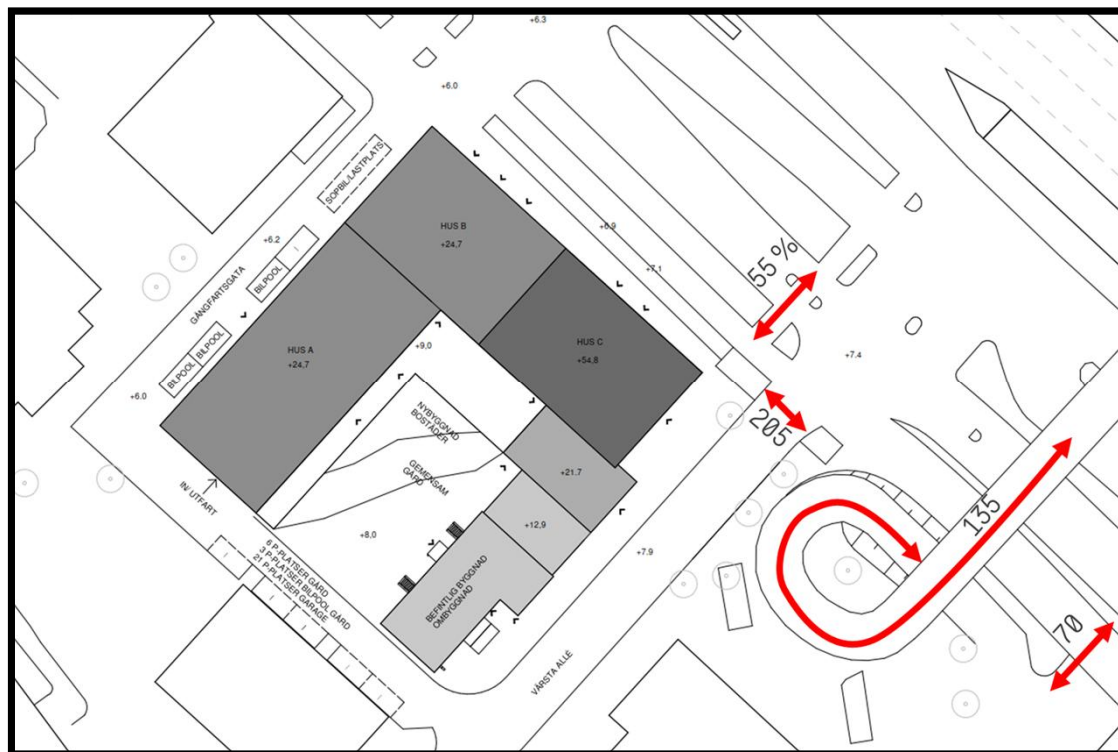 +6.3
+6.0
SOPBIL/LASTPLATS
HUS B
+24,7
+6.9
+6.2
BILPOOL
+7.1
55 %
GÅNGFARTSGATA
HUS C
+54,8
+7.4
HUS A
+24,7
+9,0
BILPOOL
BILPOOL
+6.0
NYBYGGNAD
BOSTÄDER
205
GEMENSAM
GÅRD
+21.7
IN/ UTFART
135
+12,9
+8,0
+7.9
6 P-PLATSER GÅRD
3 P-PLATSER BILPOOL GÅRD
21 P-PLATSER GARAGE
BEFINTLIG BYGGNAD
OMBYGGNAD
70
VÅRSTA ALLÉ